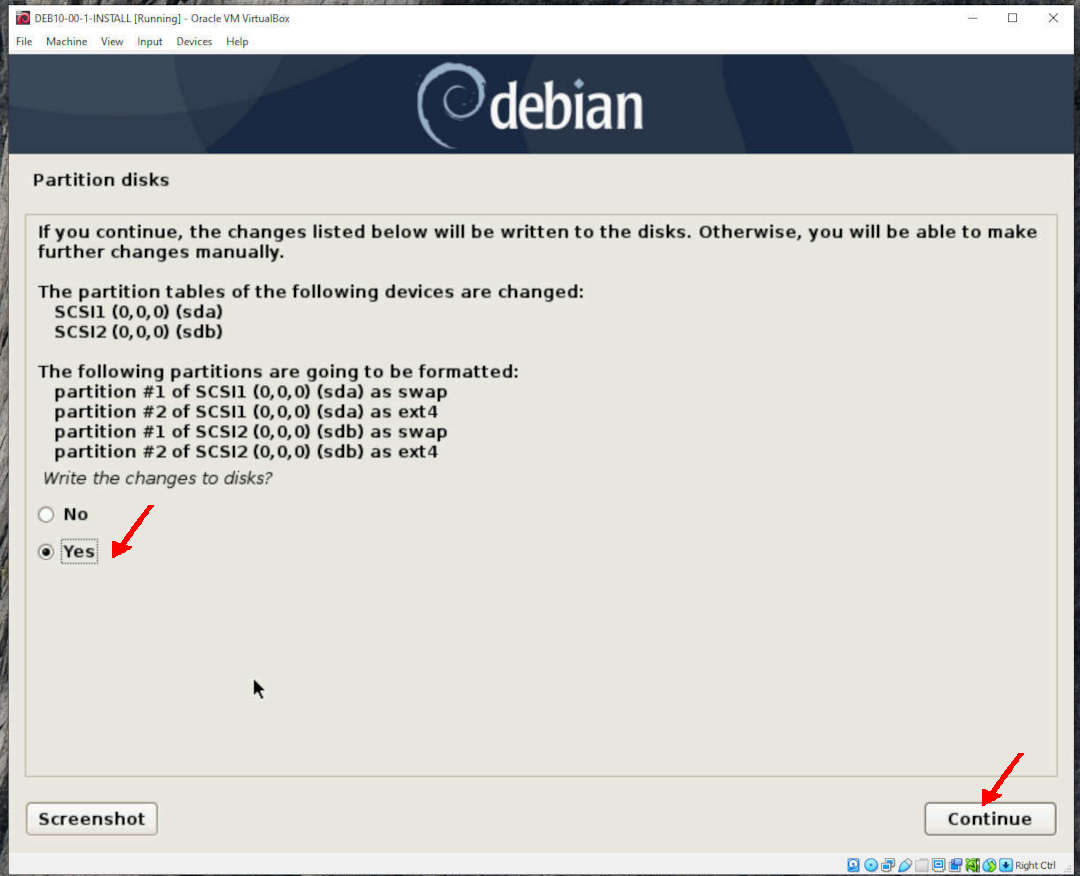 DEB10-00-1-INSTALL [Running] - Oracle VM VirtualBox
File Machine View Input Devices Help
debian
Partition disks
If you continue, the changes listed below will be written to the disks. Otherwise, you will be able to make
further changes manually.
The partition tables of the following devices are changed:
SCSI1 (0,0,0) (sda)
SCSI2 (0,0,0) (sdb)
The following partitions are going to be formatted:
partition #1 of SCSI1 (0,0,0) (sda) as swap
partition #2 of SCSI1 (0,0,0) (sda) as ext4
partition #1 of SCSI2 (0,0,0) (sdb) as swap
partition #2 of SCSI2 (0,0,0) (sdb) as ext4
Write the changes to disks?
No
Yes
Screenshot
Continue
Right Ctrl